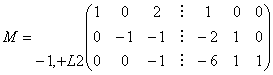 M = ( 1 0 2 ⋮ 1 0 0
0 -1 -1 ⋮ -2 1 0
-1,+L2 0 0 -1 ⋮ -6 1 1 )